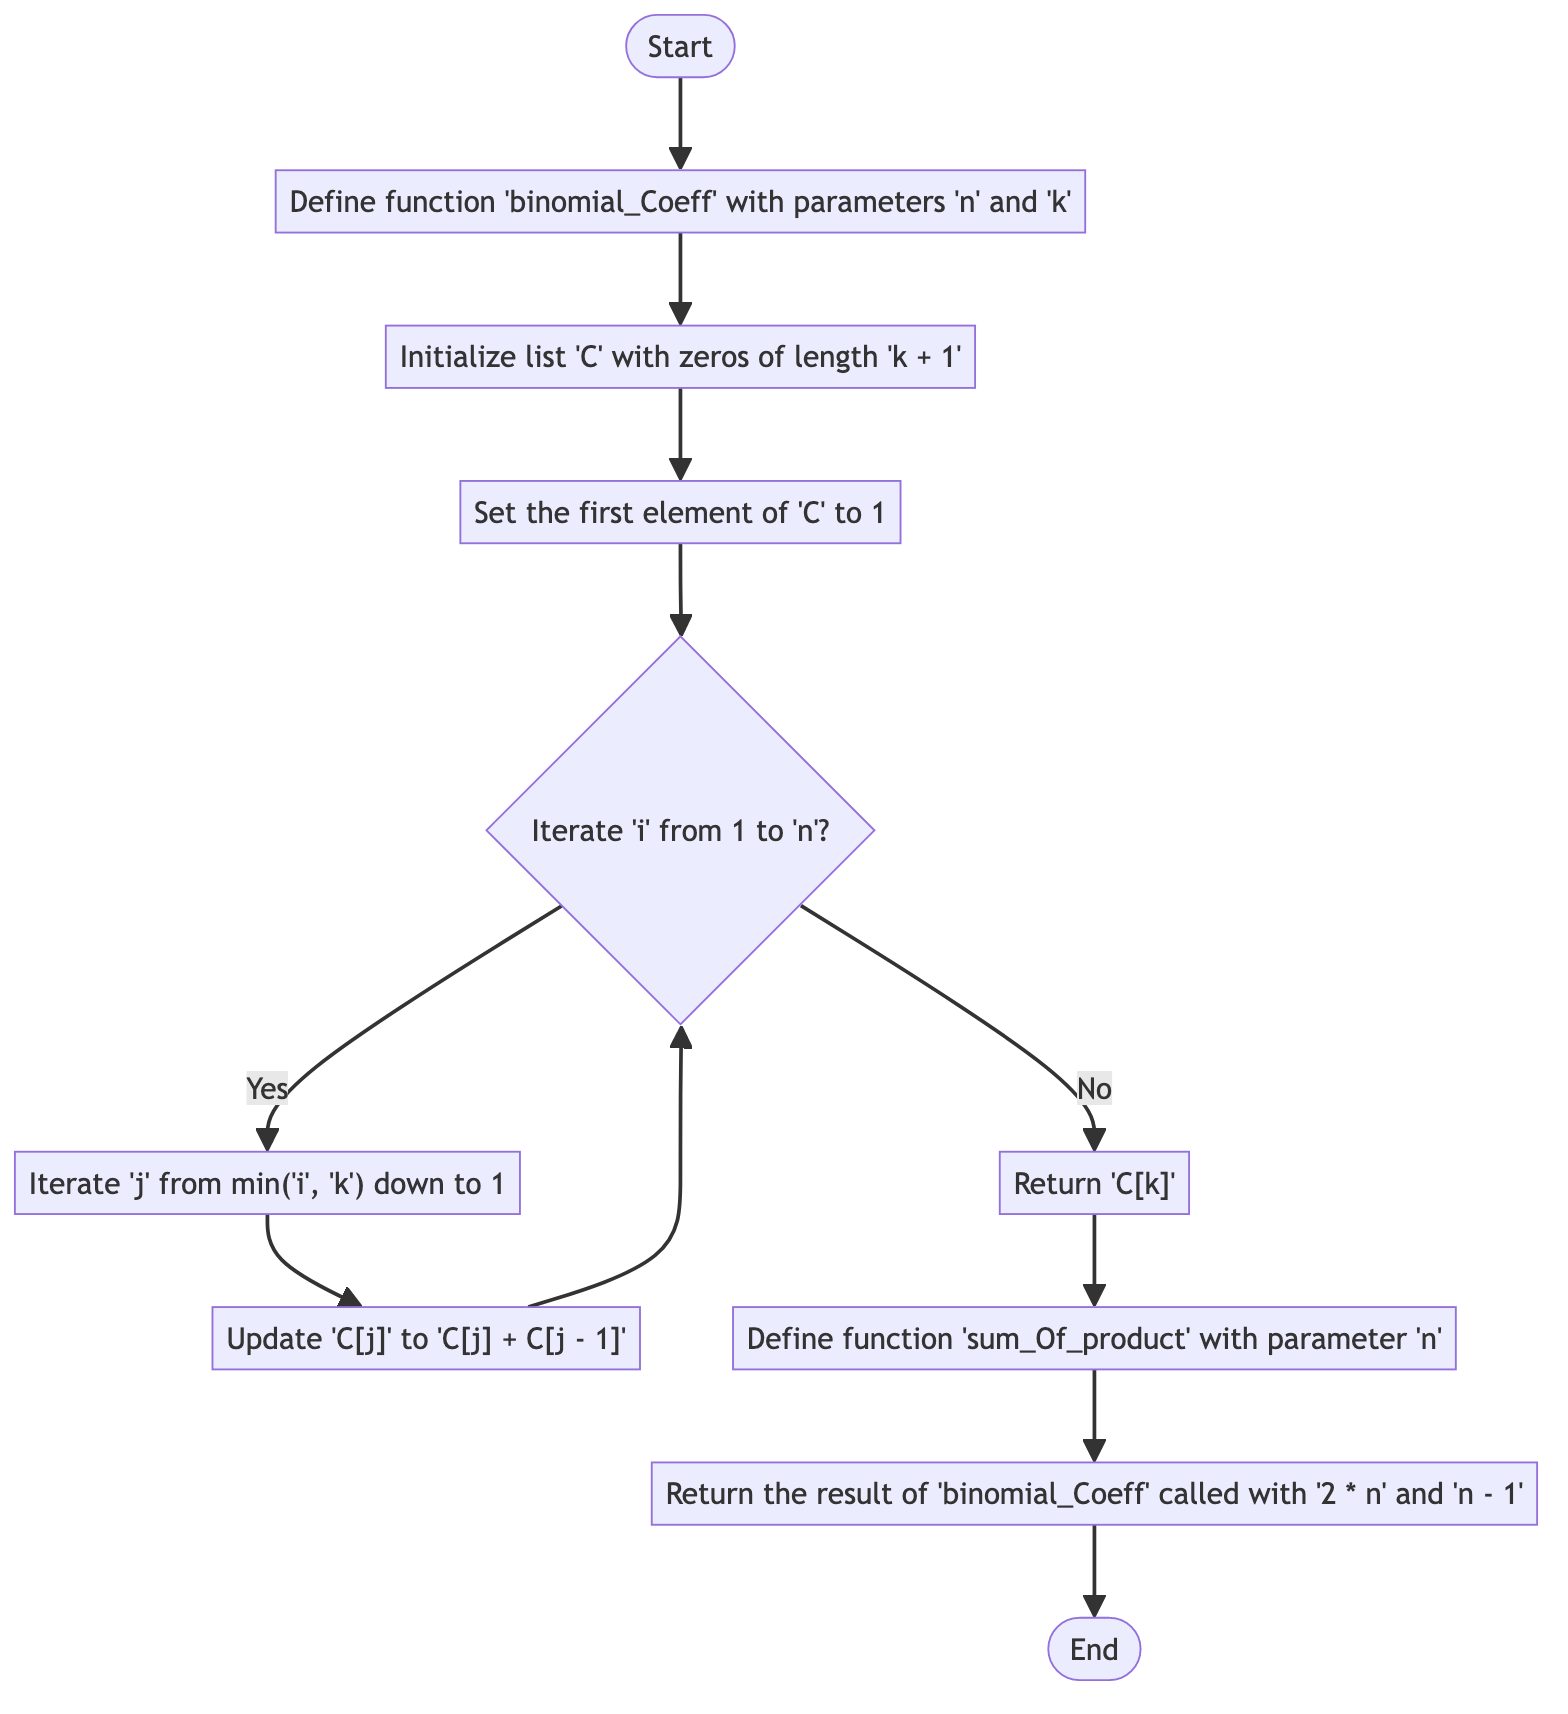 Start
Define function 'binomial_Coeff' with parameters 'n' and 'k'
Initialize list 'C' with zeros of length 'k + 1'
Set the first element of 'C' to 1
Iterate 'i' from 1 to 'n'?
Yes
No
Iterate 'j' from min('i', 'k') down to 1
Return 'C[k]'
Update 'C[j]' to 'C[j] + C[j - 1]'
Define function 'sum_Of_product' with parameter 'n'
Return the result of 'binomial_Coeff' called with '2 * n' and 'n - 1'
End